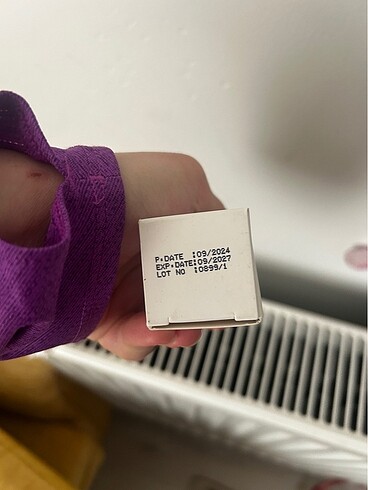 P.DATE :09/2024
EXP.DATE:09/2027
LOT NO :0899/1